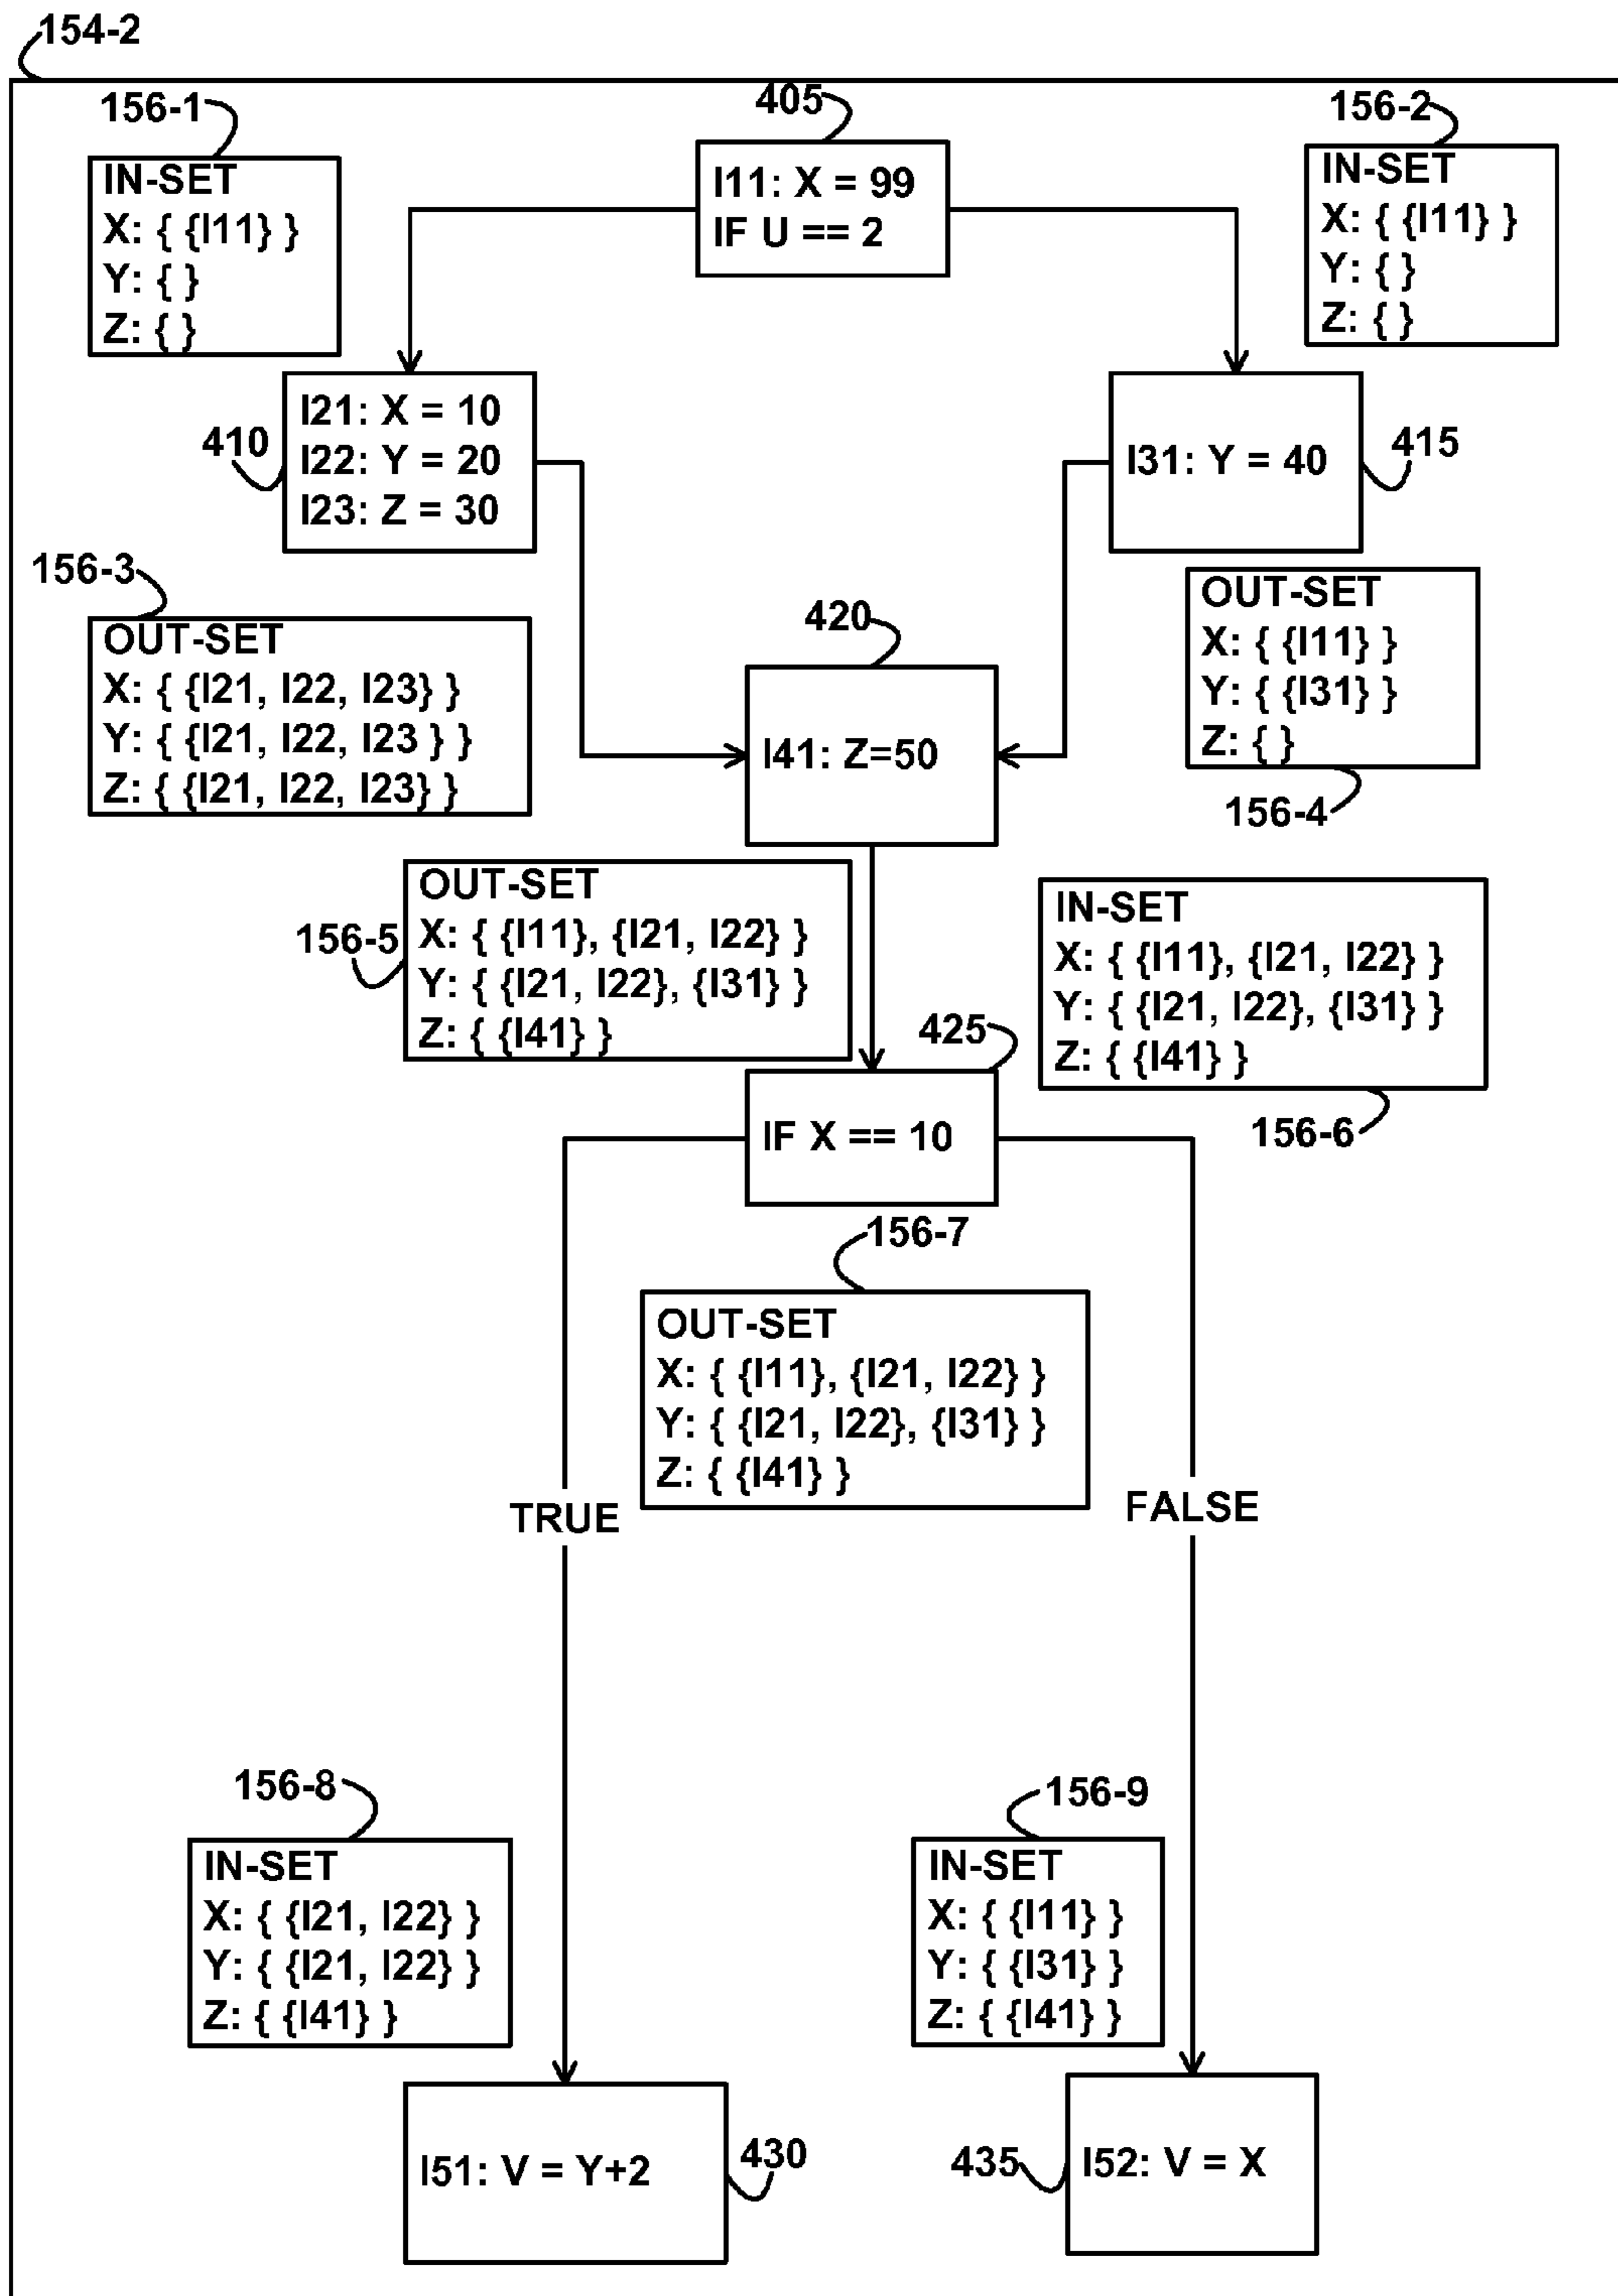 154-2
156-1
405
156-2
IN-SET
X: { {I11} }
Y: { }
Z: { }
I11: X = 99
IF U == 2
IN-SET
X: { {I11} }
Y: { }
Z: { }
410
I21: X = 10
I22: Y = 20
I23: Z = 30
I31: Y = 40
415
156-3
OUT-SET
X: { {I21, I22, I23} }
Y: { {I21, I22, I23 } }
Z: { {I21, I22, I23} }
420
I41: Z=50
OUT-SET
X: { {I11} }
Y: { {I31} }
Z: { }
156-4
156-5
OUT-SET
X: { {I11}, {I21, I22} }
Y: { {I21, I22}, {I31} }
Z: { {I41} }
IN-SET
X: { {I11}, {I21, I22} }
Y: { {I21, I22}, {I31} }
Z: { {I41} }
156-6
425
IF X == 10
156-7
OUT-SET
X: { {I11}, {I21, I22} }
Y: { {I21, I22}, {I31} }
Z: { {I41} }
TRUE
FALSE
156-8
IN-SET
X: { {I21, I22} }
Y: { {I21, I22} }
Z: { {I41} }
156-9
IN-SET
X: { {I11} }
Y: { {I31} }
Z: { {I41} }
I51: V = Y+2
430
435
I52: V = X